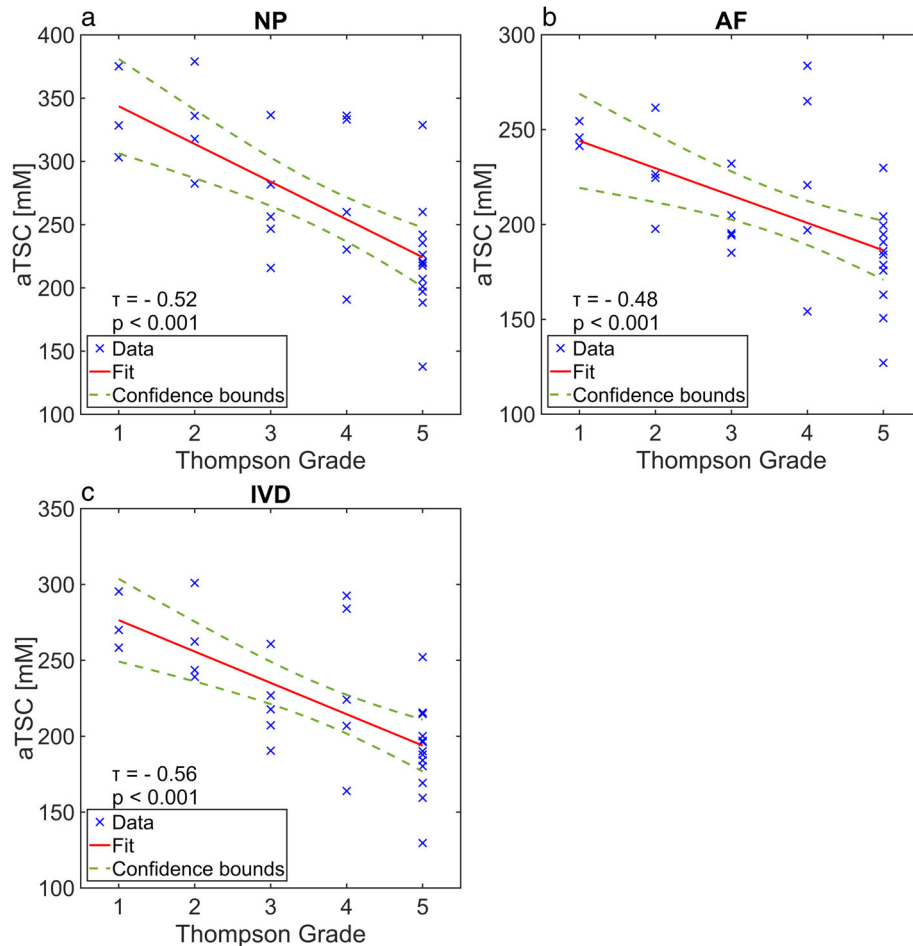 a NP
400
350
300
250
200
150
100
aTSC [mM]
τ = - 0.52
p < 0.001
Data
Fit
Confidence bounds
1 2 3 4 5
Thompson Grade
b AF
300
250
200
150
100
aTSC [mM]
τ = - 0.48
p < 0.001
Data
Fit
Confidence bounds
1 2 3 4 5
Thompson Grade
c IVD
350
300
250
200
150
100
aTSC [mM]
τ = - 0.56
p < 0.001
Data
Fit
Confidence bounds
1 2 3 4 5
Thompson Grade